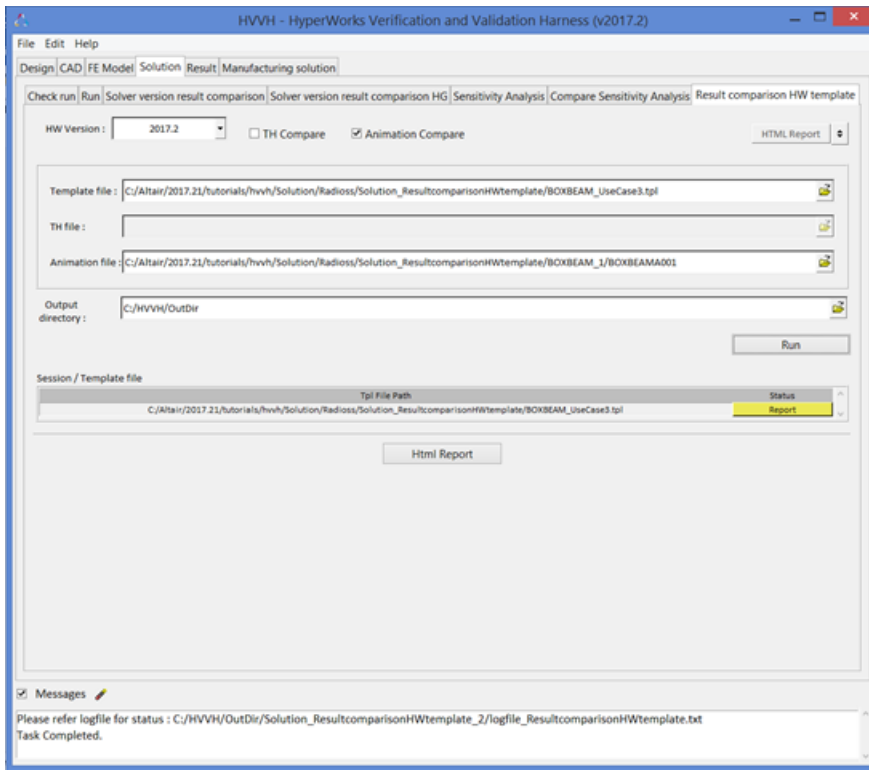 HVVH - HyperWorks Verification and Validation Harness (v2017.2)
File Edit Help
Design CAD FE Model Solution Result Manufacturing solution
Check run Run Solver version result comparison Solver version result comparison HG Sensitivity Analysis Compare Sensitivity Analysis Result comparison HW template
HW Version : 2017.2 TH Compare Animation Compare HTML Report
Template file : C:/Altair/2017.21/tutorials/hvvh/Solution/Radioss/Solution_ResultcomparisonHWtemplate/BOXBEAM_UseCase3.tpl
TH file :
Animation file : C:/Altair/2017.21/tutorials/hvvh/Solution/Radioss/Solution_ResultcomparisonHWtemplate/BOXBEAM_1/BOXBEAMA001
Output directory : C:/HVVH/OutDir
Run
Session / Template file
Tpl File Path Status
C:/Altair/2017.21/tutorials/hvvh/Solution/Radioss/Solution_ResultcomparisonHWtemplate/BOXBEAM_UseCase3.tpl Report
Html Report
Messages
Please refer logfile for status : C:/HVVH/OutDir/Solution_ResultcomparisonHWtemplate_2/logfile_ResultcomparisonHWtemplate.txt
Task Completed.